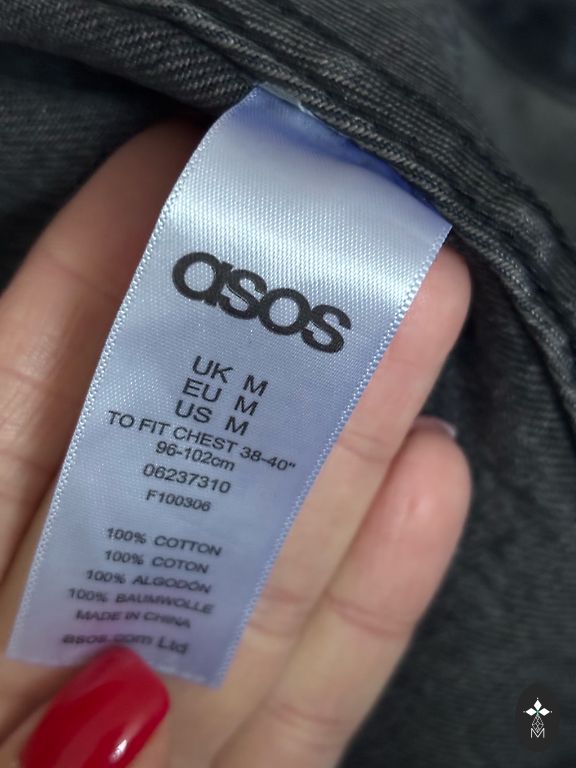 asos
UK M
EU M
US M
TO FIT CHEST 38-40"
96-102cm
06237310
F100306
100% COTTON
100% COTON
100% ALGODÓN
100% BAUMWOLLE
MADE IN CHINA
asos.com Ltd
M